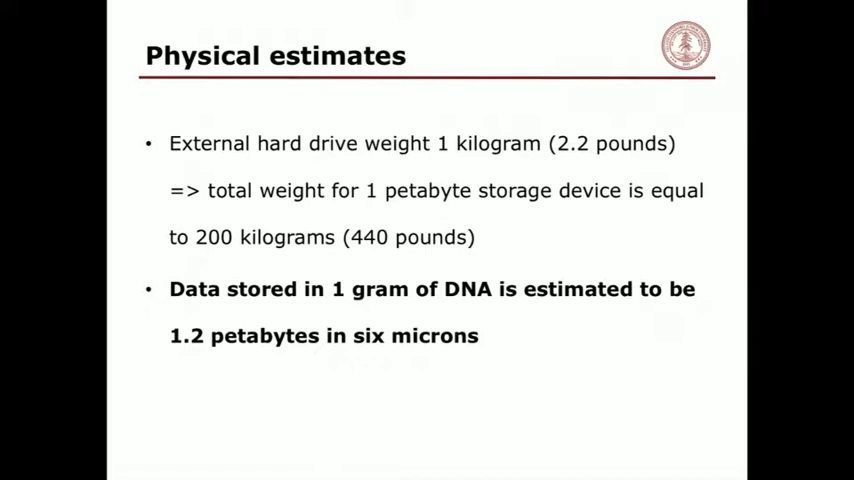 Physical estimates
• External hard drive weight 1 kilogram (2.2 pounds)
=> total weight for 1 petabyte storage device is equal
to 200 kilograms (440 pounds)
• Data stored in 1 gram of DNA is estimated to be
1.2 petabytes in six microns